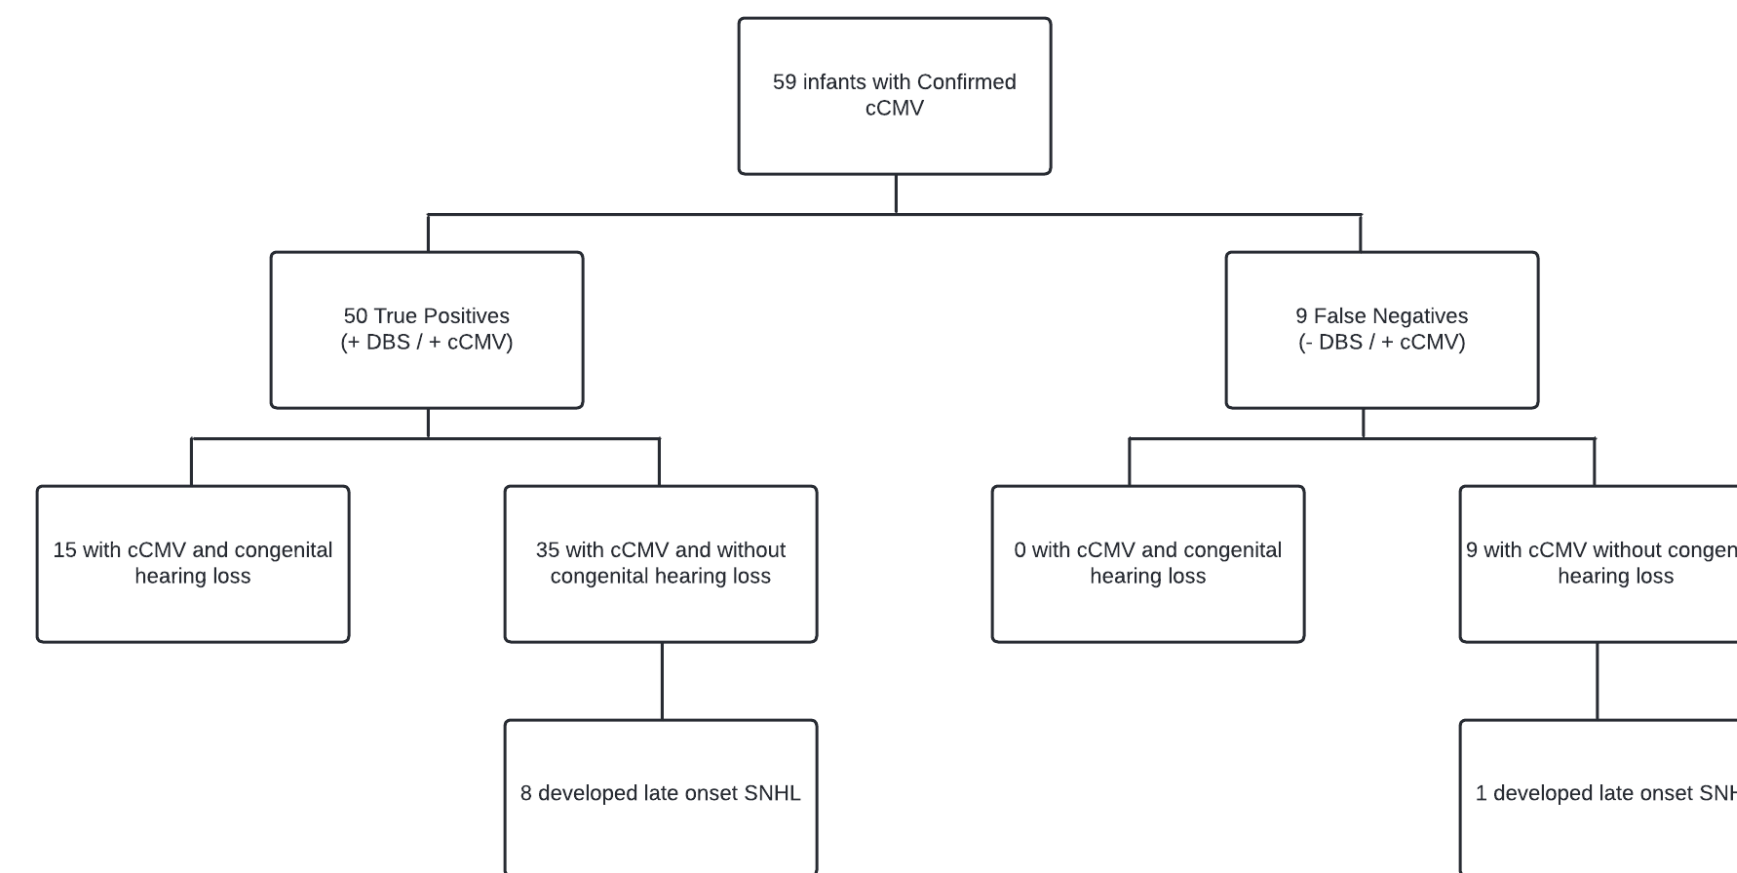 59 infants with Confirmed
cCMV
50 True Positives
(+ DBS / + cCMV)
9 False Negatives
(- DBS / + cCMV)
15 with cCMV and congenital
hearing loss
35 with cCMV and without
congenital hearing loss
0 with cCMV and congenital
hearing loss
9 with cCMV without
hearing loss
8 developed late onset SNHL
1 developed late onset